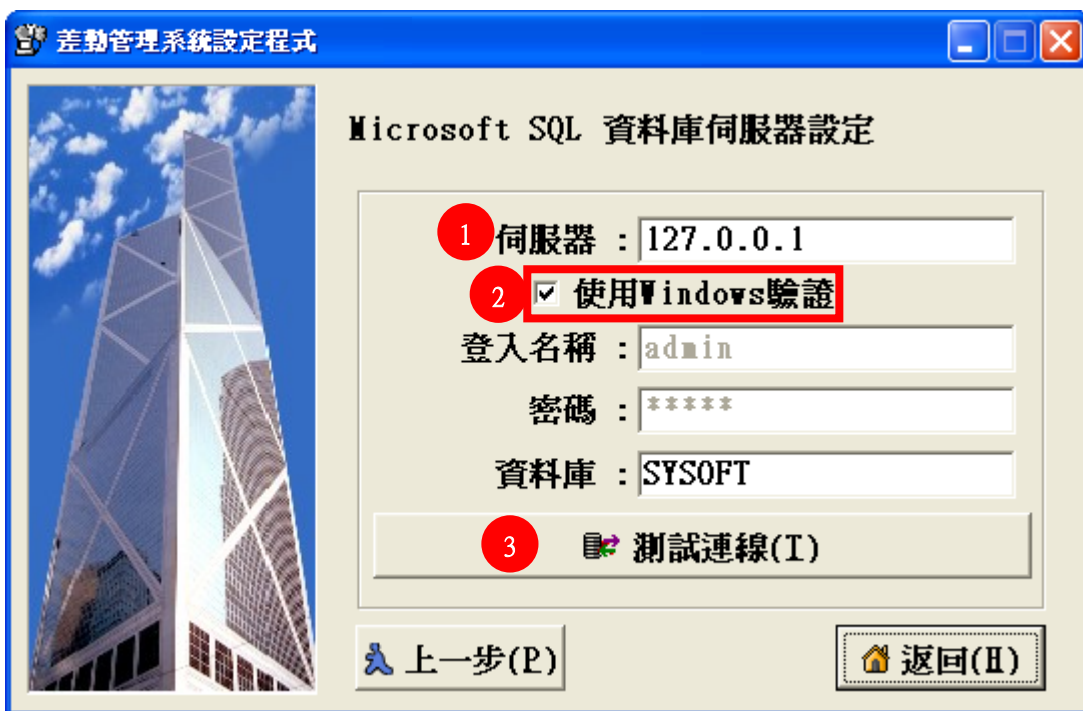 差勤管理系統設定程式
Microsoft SQL 資料庫伺服器設定
1 伺服器 : 127.0.0.1
2 使用Windows驗證
登入名稱 : admin
密碼 : *****
資料庫 : SYSOFT
3 測試連線(T)
上一步(P) 返回(H)